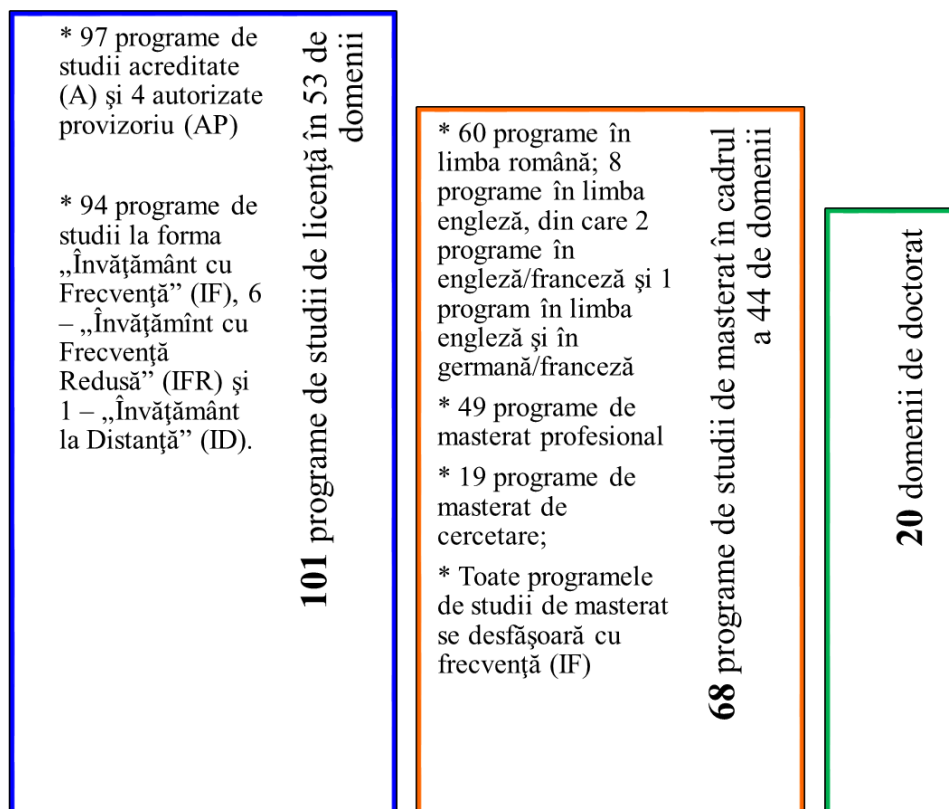 * 97 programe de
studii acreditate
(A) şi 4 autorizate
provizoriu (AP)
* 94 programe de
studii la forma
„Învăţământ cu
Frecvenţă” (IF), 6
– „Învăţămînt cu
Frecvenţă
Redusă” (IFR) şi
1 – „Învăţământ
la Distanţă” (ID).
101 programe de studii de licenţă în 53 de
domenii
* 60 programe în
limba română; 8
programe în limba
engleză, din care 2
programe în
engleză/franceză şi 1
program în limba
engleză şi în
germană/franceză
* 49 programe de
masterat profesional
* 19 programe de
masterat de
cercetare;
* Toate programele
de studii de masterat
se desfăşoară cu
frecvenţă (IF)
68 programe de studii de masterat în cadrul
a 44 de domenii
20 domenii de doctorat